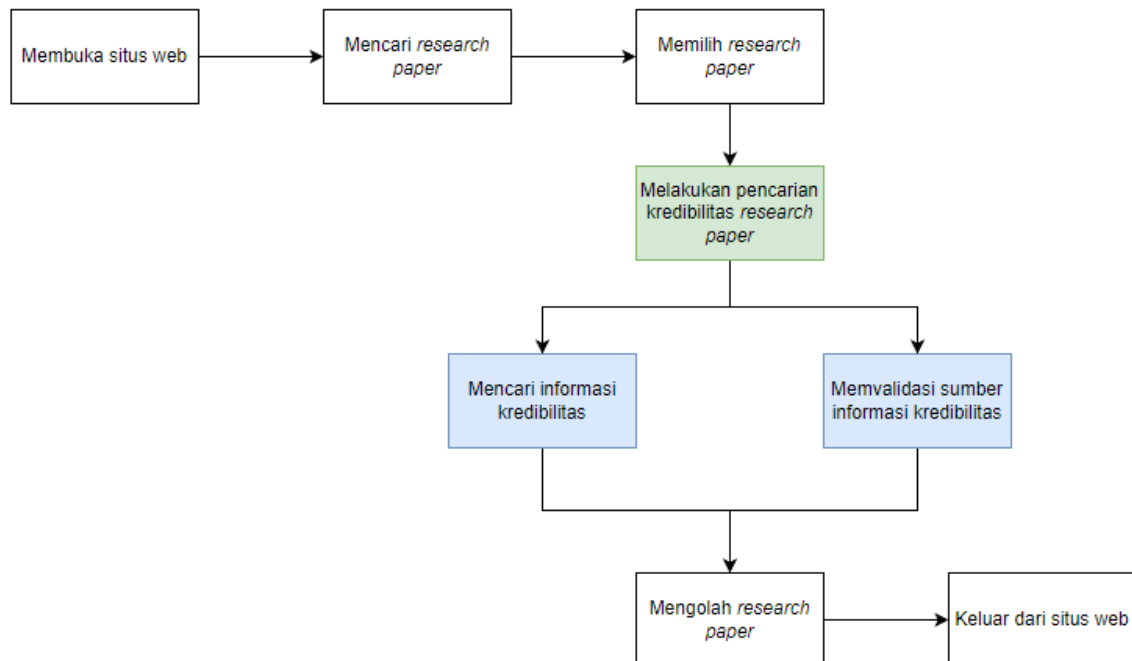 Membuka situs web
Mencari research
paper
Memilih research
paper
Melakukan pencarian
kredibilitas research
paper
Mencari informasi
kredibilitas
Memvalidasi sumber
informasi kredibilitas
Mengolah research
paper
Keluar dari situs web